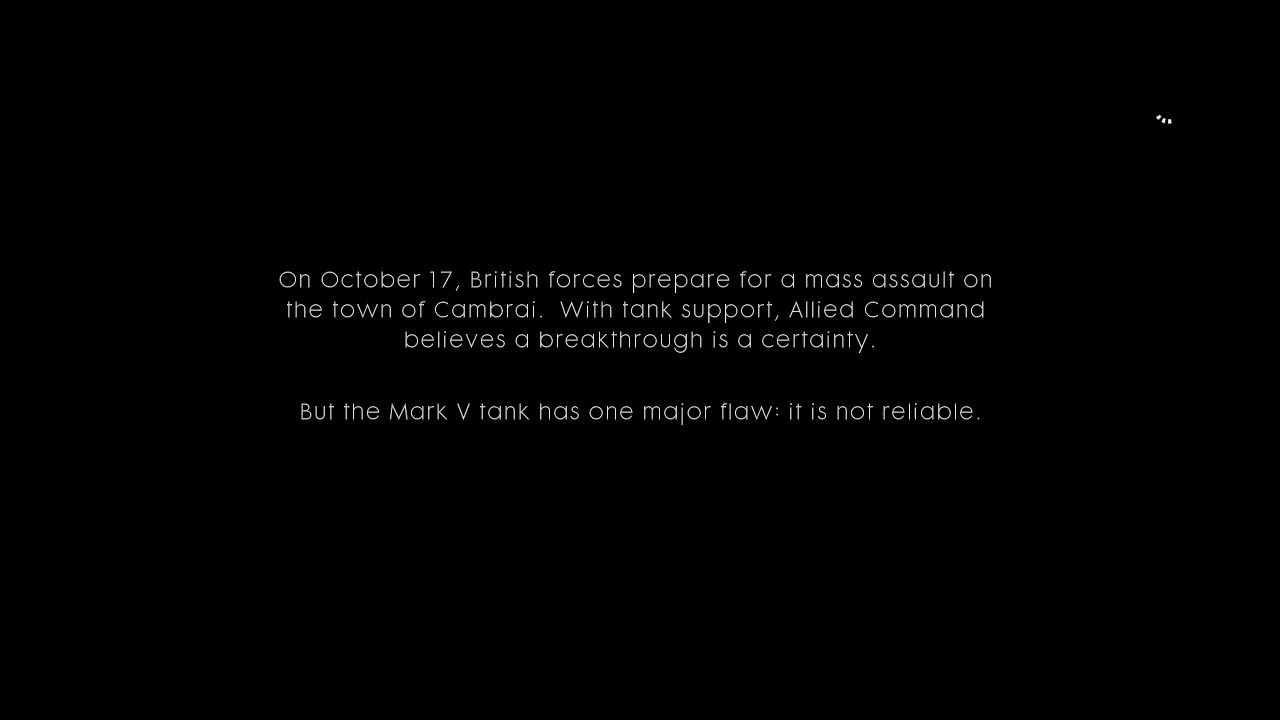 On October 17, British forces prepare for a mass assault on
the town of Cambrai.  With tank support, Allied Command
believes a breakthrough is a certainty.
But the Mark V tank has one major flaw: it is not reliable.